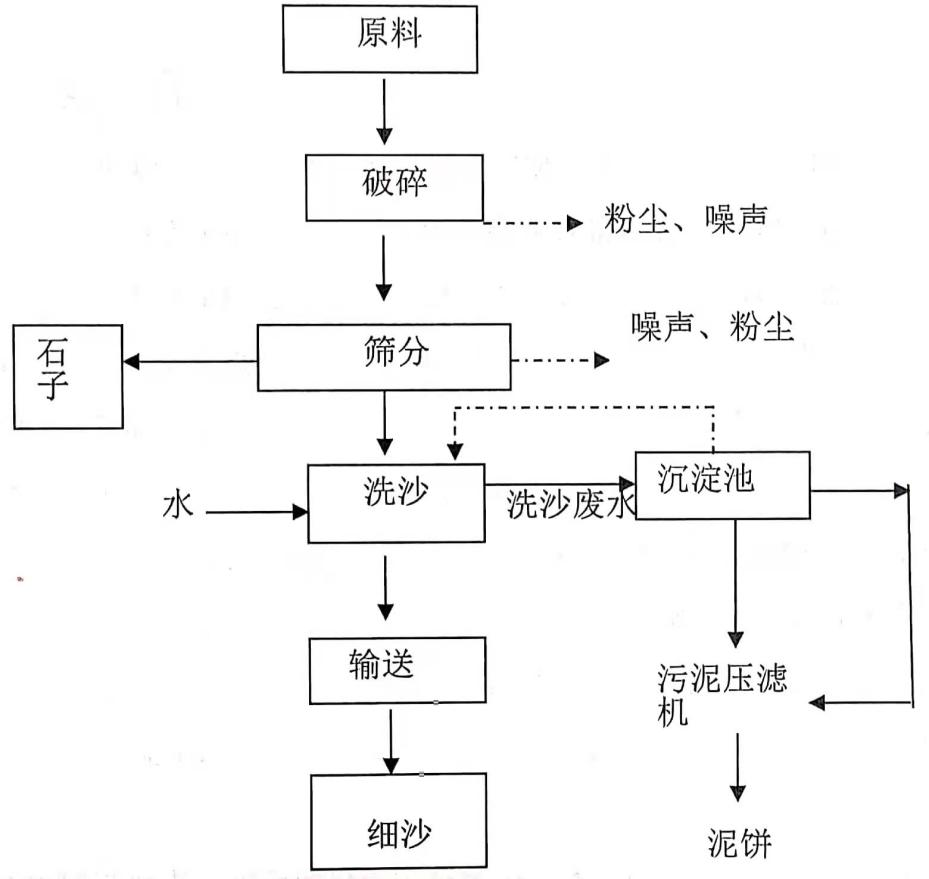 原料
破碎
粉尘、噪声
噪声、粉尘
筛分
石
子
洗沙
水
洗沙废水
沉淀池
输送
污泥压滤
机
细沙
泥饼